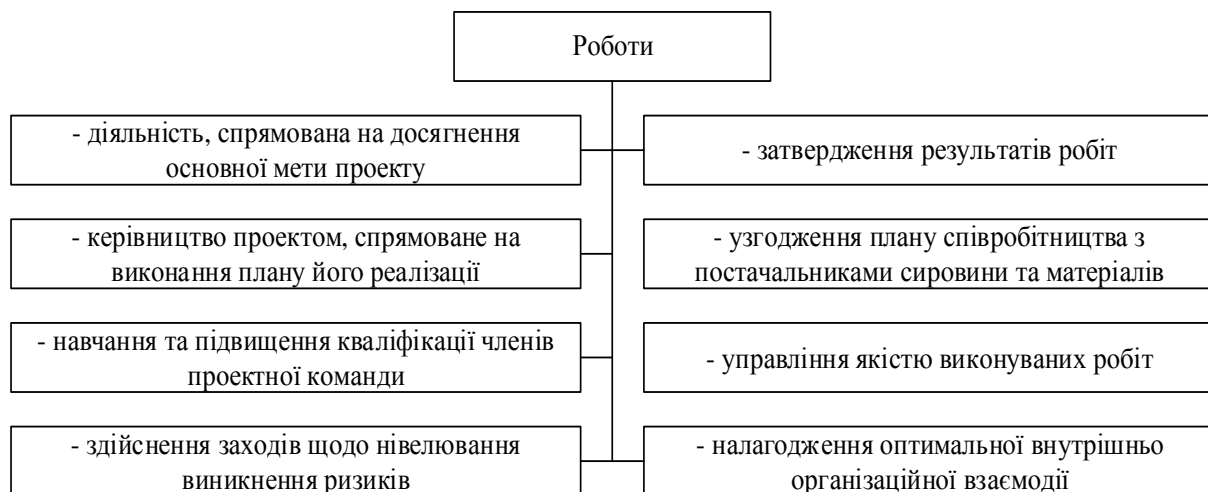 Роботи
- діяльність, спрямована на досягнення
основної мети проекту
- затвердження результатів робіт
- керівництво проектом, спрямоване на
виконання плану його реалізації
- узгодження плану співробітництва з
постачальниками сировини та матеріалів
- навчання та підвищення кваліфікації членів
проектної команди
- управління якістю виконуваних робіт
- здійснення заходів щодо нівелювання
виникнення ризиків
- налагодження оптимальної внутрішньо
організаційної взаємодії